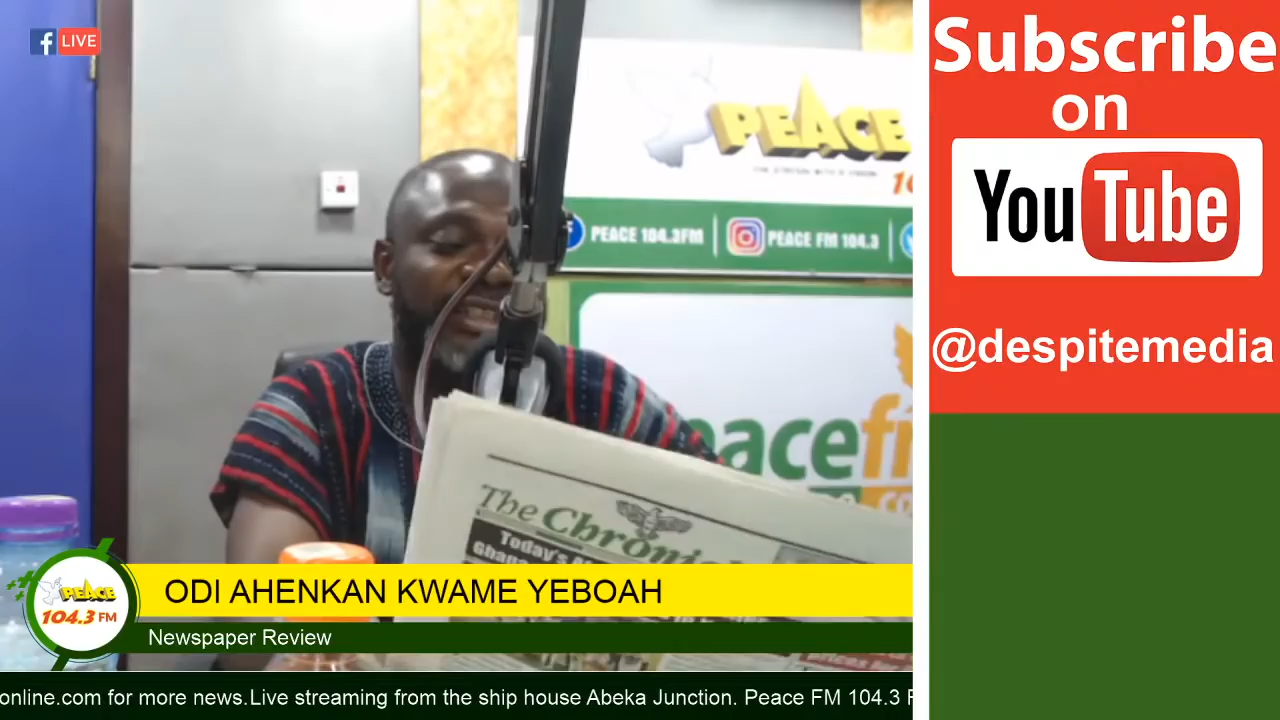 f LIVE
PEACE
PEACE 104.3FM
PEACE FM 104.3
The Chronic
Today's
Ghan
ODI AHENKAN KWAME YEBOAH
PEACE
104.3 FM
Newspaper Review
online.com for more news.Live streaming from the ship house Abeka Junction. Peace FM 104.3 F
Subscribe
on
YouTube
@despitemedia